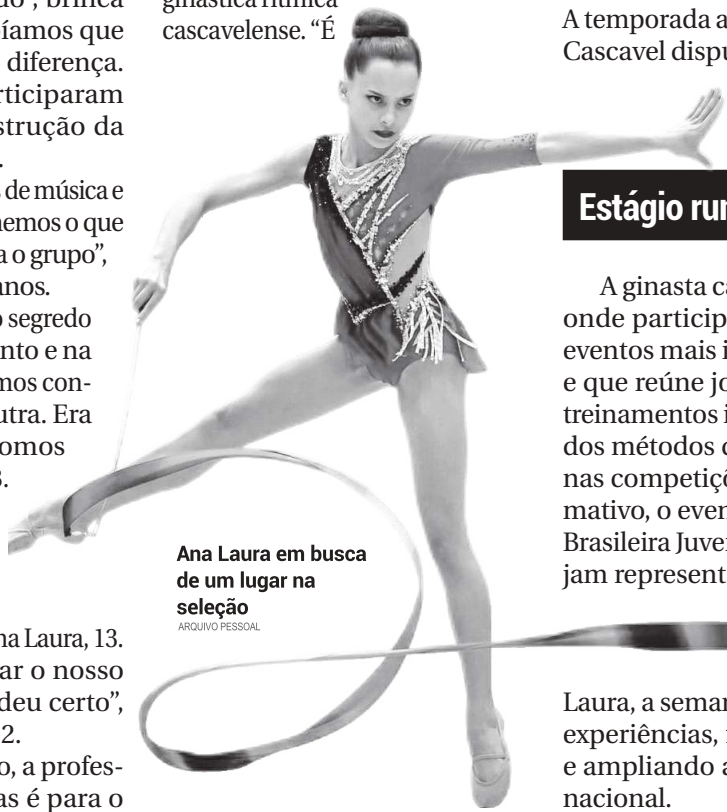 do”, brinca
bíamos que
diferença.
rticiparam
strução da
.
s de música e
nemos o que
a o grupo”,
anos.
o segredo
nto e na
mos con-
utra. Era
omos
3.
na Laura, 13.
ar o nosso
deu certo”,
2.
o, a profes-
as é para o
ginástica rítmica
cascavelense. “É
Ana Laura em busca
de um lugar na
seleção
ARQUIVO PESSOAL
A temporada a
Cascavel dispu
Estágio ru
A ginasta ca
onde particip
eventos mais i
e que reúne jo
treinamentos i
dos métodos d
nas competiçõ
mativo, o even
Brasileira Juve
jam represent
Laura, a sema
experiências,
e ampliando a
nacional.